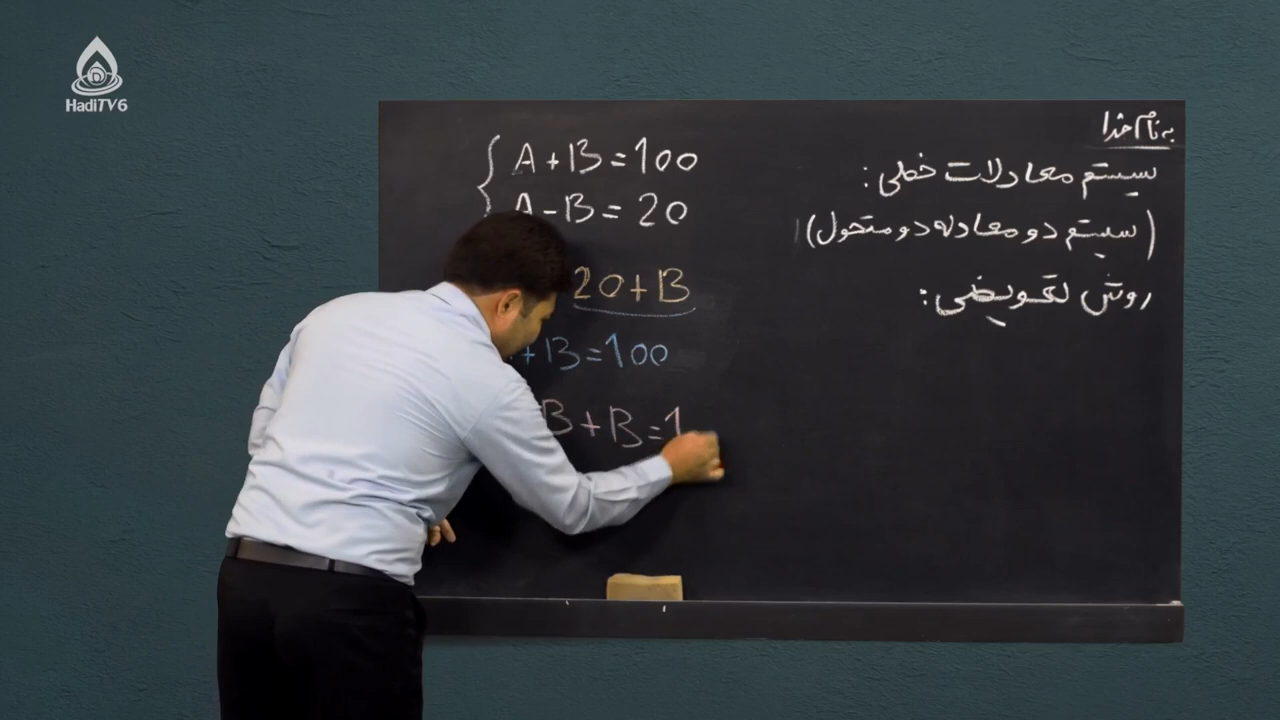 HadiTV6
به نام خدا
سیستم معادلات خطی:
(سیستم دو معادله دو متحول)
روش تعویضی:
A+B=100
A-B=20
20+B
+B=100
B+B=1